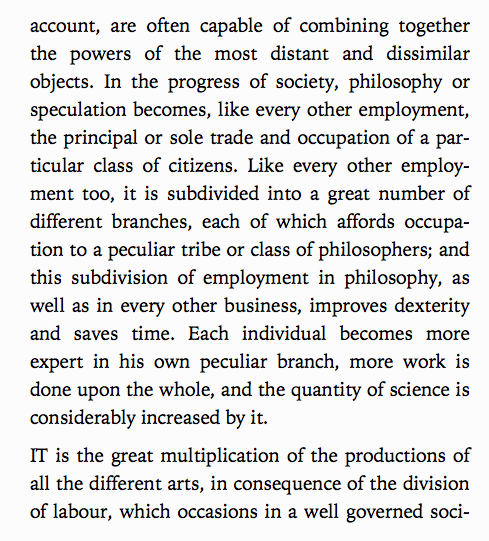 account, are often capable of combining together
the powers of the most distant and dissimilar
objects. In the progress of society, philosophy or
speculation becomes, like every other employment,
the principal or sole trade and occupation of a par-
ticular class of citizens. Like every other employ-
ment too, it is subdivided into a great number of
different branches, each of which affords occupa-
tion to a peculiar tribe or class of philosophers; and
this subdivision of employment in philosophy, as
well as in every other business, improves dexterity
and saves time. Each individual becomes more
expert in his own peculiar branch, more work is
done upon the whole, and the quantity of science is
considerably increased by it.
IT is the great multiplication of the productions of
all the different arts, in consequence of the division
of labour, which occasions in a well governed soci-